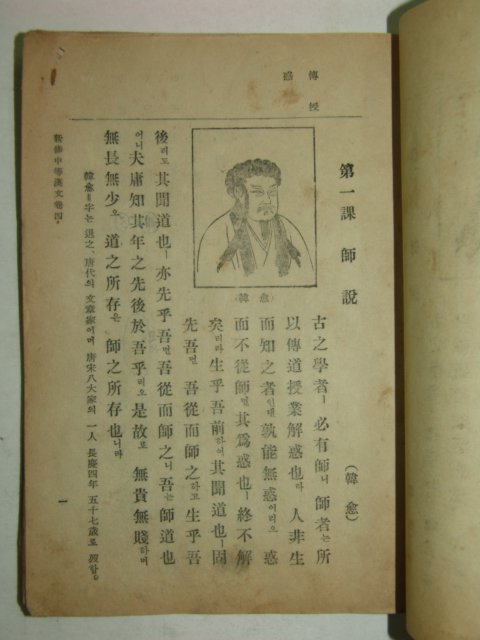 傳授
惑
第一課 師說
（韓愈）
古之學者ㅣ 必有師니 師者는 所
以傳道授業解惑也라 人非生
而知之者인대 孰能無惑이리오 惑
而不從師면 其爲惑也ㅣ 終不解
矣리라 生乎吾前하여 其聞道也ㅣ 固
先乎吾면 吾從而師之하고 生乎吾
（韓愈）
後라도 其聞道也ㅣ 亦先乎吾면 吾從而師之니 吾는 師道也
어니 夫庸知其年之先後於吾乎리오 是故로 無貴無賤하며
無長無少오 道之所存은 師之所存也니라
韓愈ㅣ 字는 退之、唐代의 文章家이며 唐宋八大家의 一人 長慶四年 五十七歲로 歿함。
新修中等漢文卷四。
一